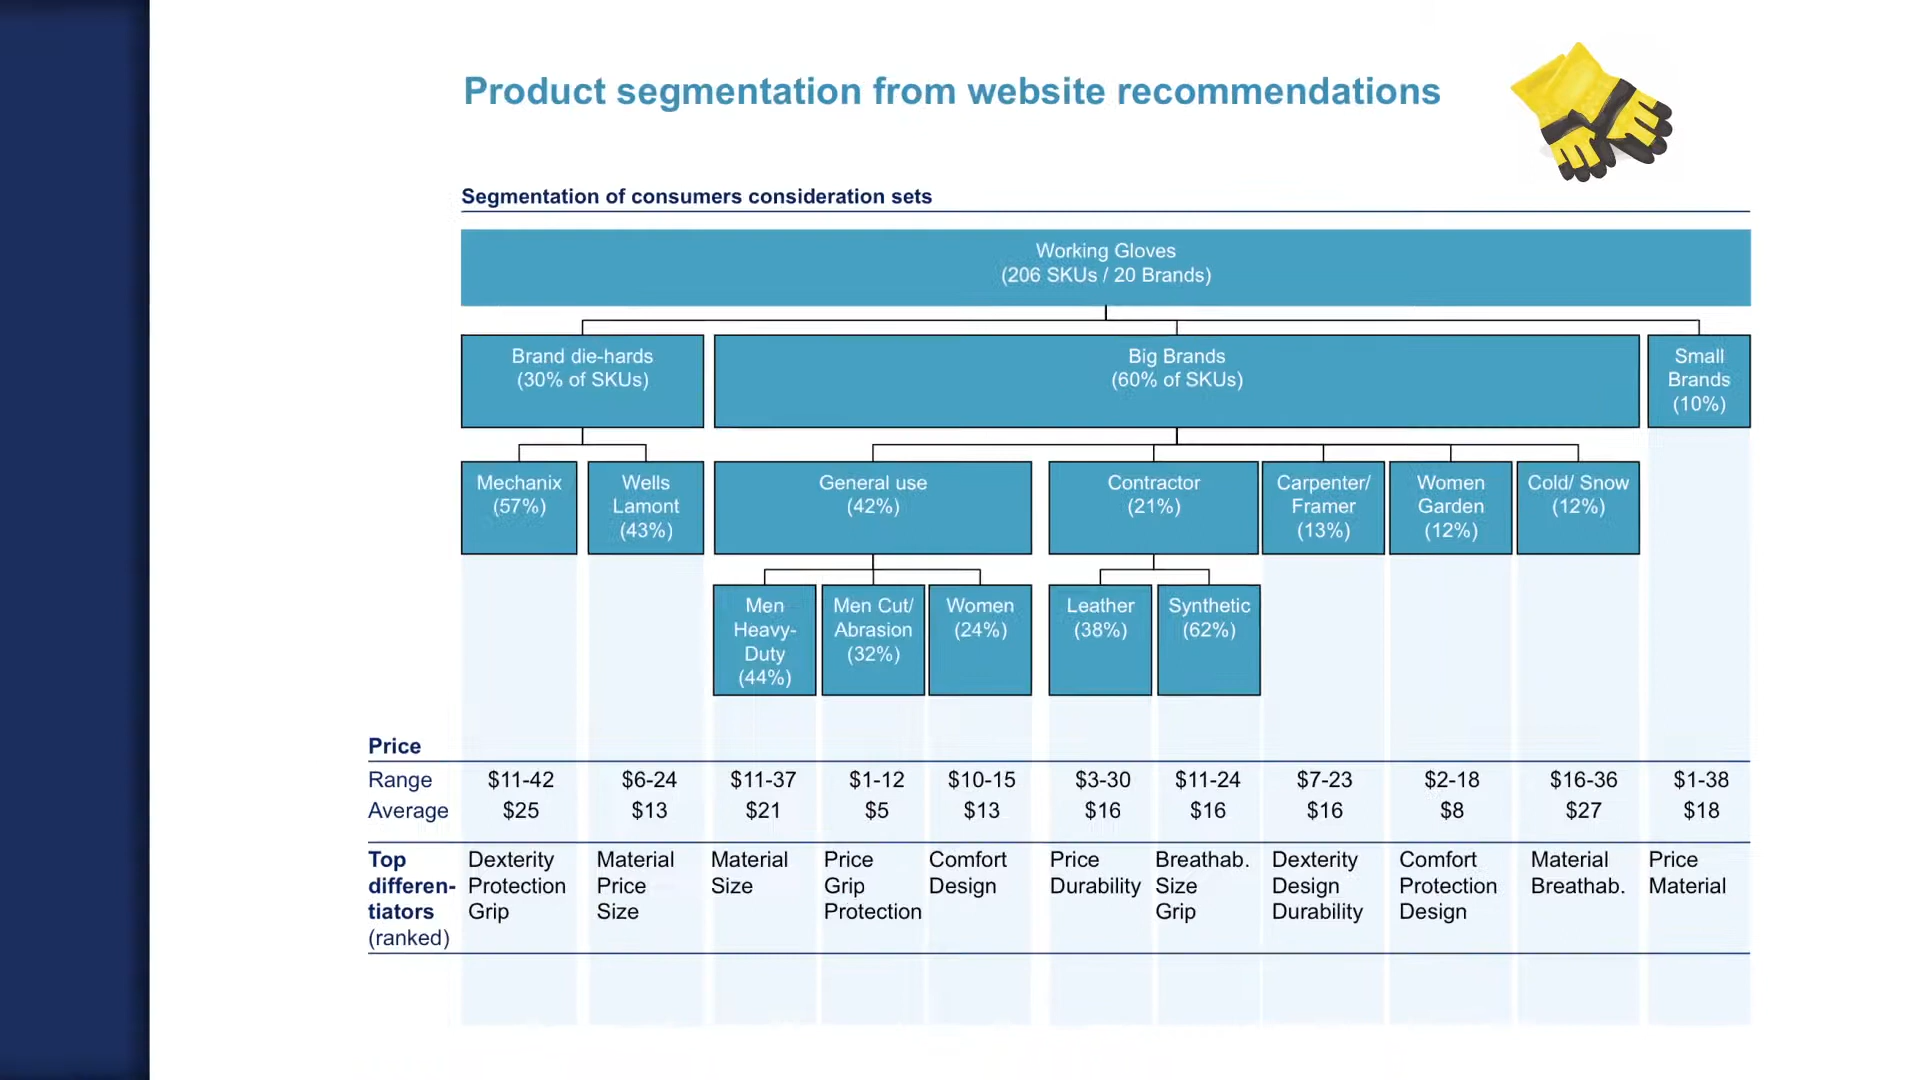 Product segmentation from website recommendations
Segmentation of consumers consideration sets
Working Gloves
(206 SKUs / 20 Brands)
Brand die-hards
(30% of SKUs)
Big Brands
(60% of SKUs)
Small
Brands
(10%)
Mechanix
(57%)
Wells
Lamont
(43%)
General use
(42%)
Contractor
(21%)
Carpenter/
Framer
(13%)
Women
Garden
(12%)
Cold/ Snow
(12%)
Men
Heavy-
Duty
(44%)
Men Cut/
Abrasion
(32%)
Women
(24%)
Leather
(38%)
Synthetic
(62%)
Price
Range $11-42 $6-24 $11-37 $1-12 $10-15 $3-30 $11-24 $7-23 $2-18 $16-36 $1-38
Average $25 $13 $21 $5 $13 $16 $16 $16 $8 $27 $18
Top Dexterity Material Material Price Comfort Price Breathab. Dexterity Comfort Material Price
differen- Protection Price Size Grip Design Durability Size Design Protection Breathab. Material
tiators Grip Size Protection Grip Durability Design
(ranked)